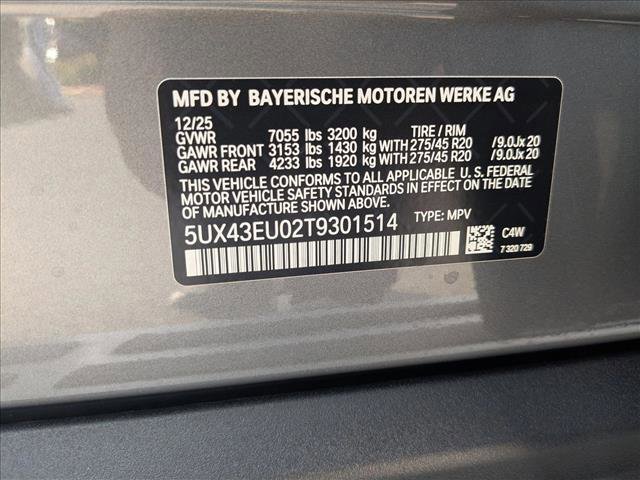 MFD BY BAYERISCHE MOTOREN WERKE AG
12/25
GVWR 7055 lbs 3200 kg TIRE / RIM
GAWR FRONT 3153 lbs 1430 kg WITH 275/45 R20 /9.0Jx20
GAWR REAR 4233 lbs 1920 kg WITH 275/45 R20 /9.0Jx20
THIS VEHICLE CONFORMS TO ALL APPLICABLE U. S. FEDERAL
MOTOR VEHICLE SAFETY STANDARDS IN EFFECT ON THE DATE
OF MANUFACTURE SHOWN ABOVE.
5UX43EU02T9301514 TYPE: MPV
C4W
7 320 729